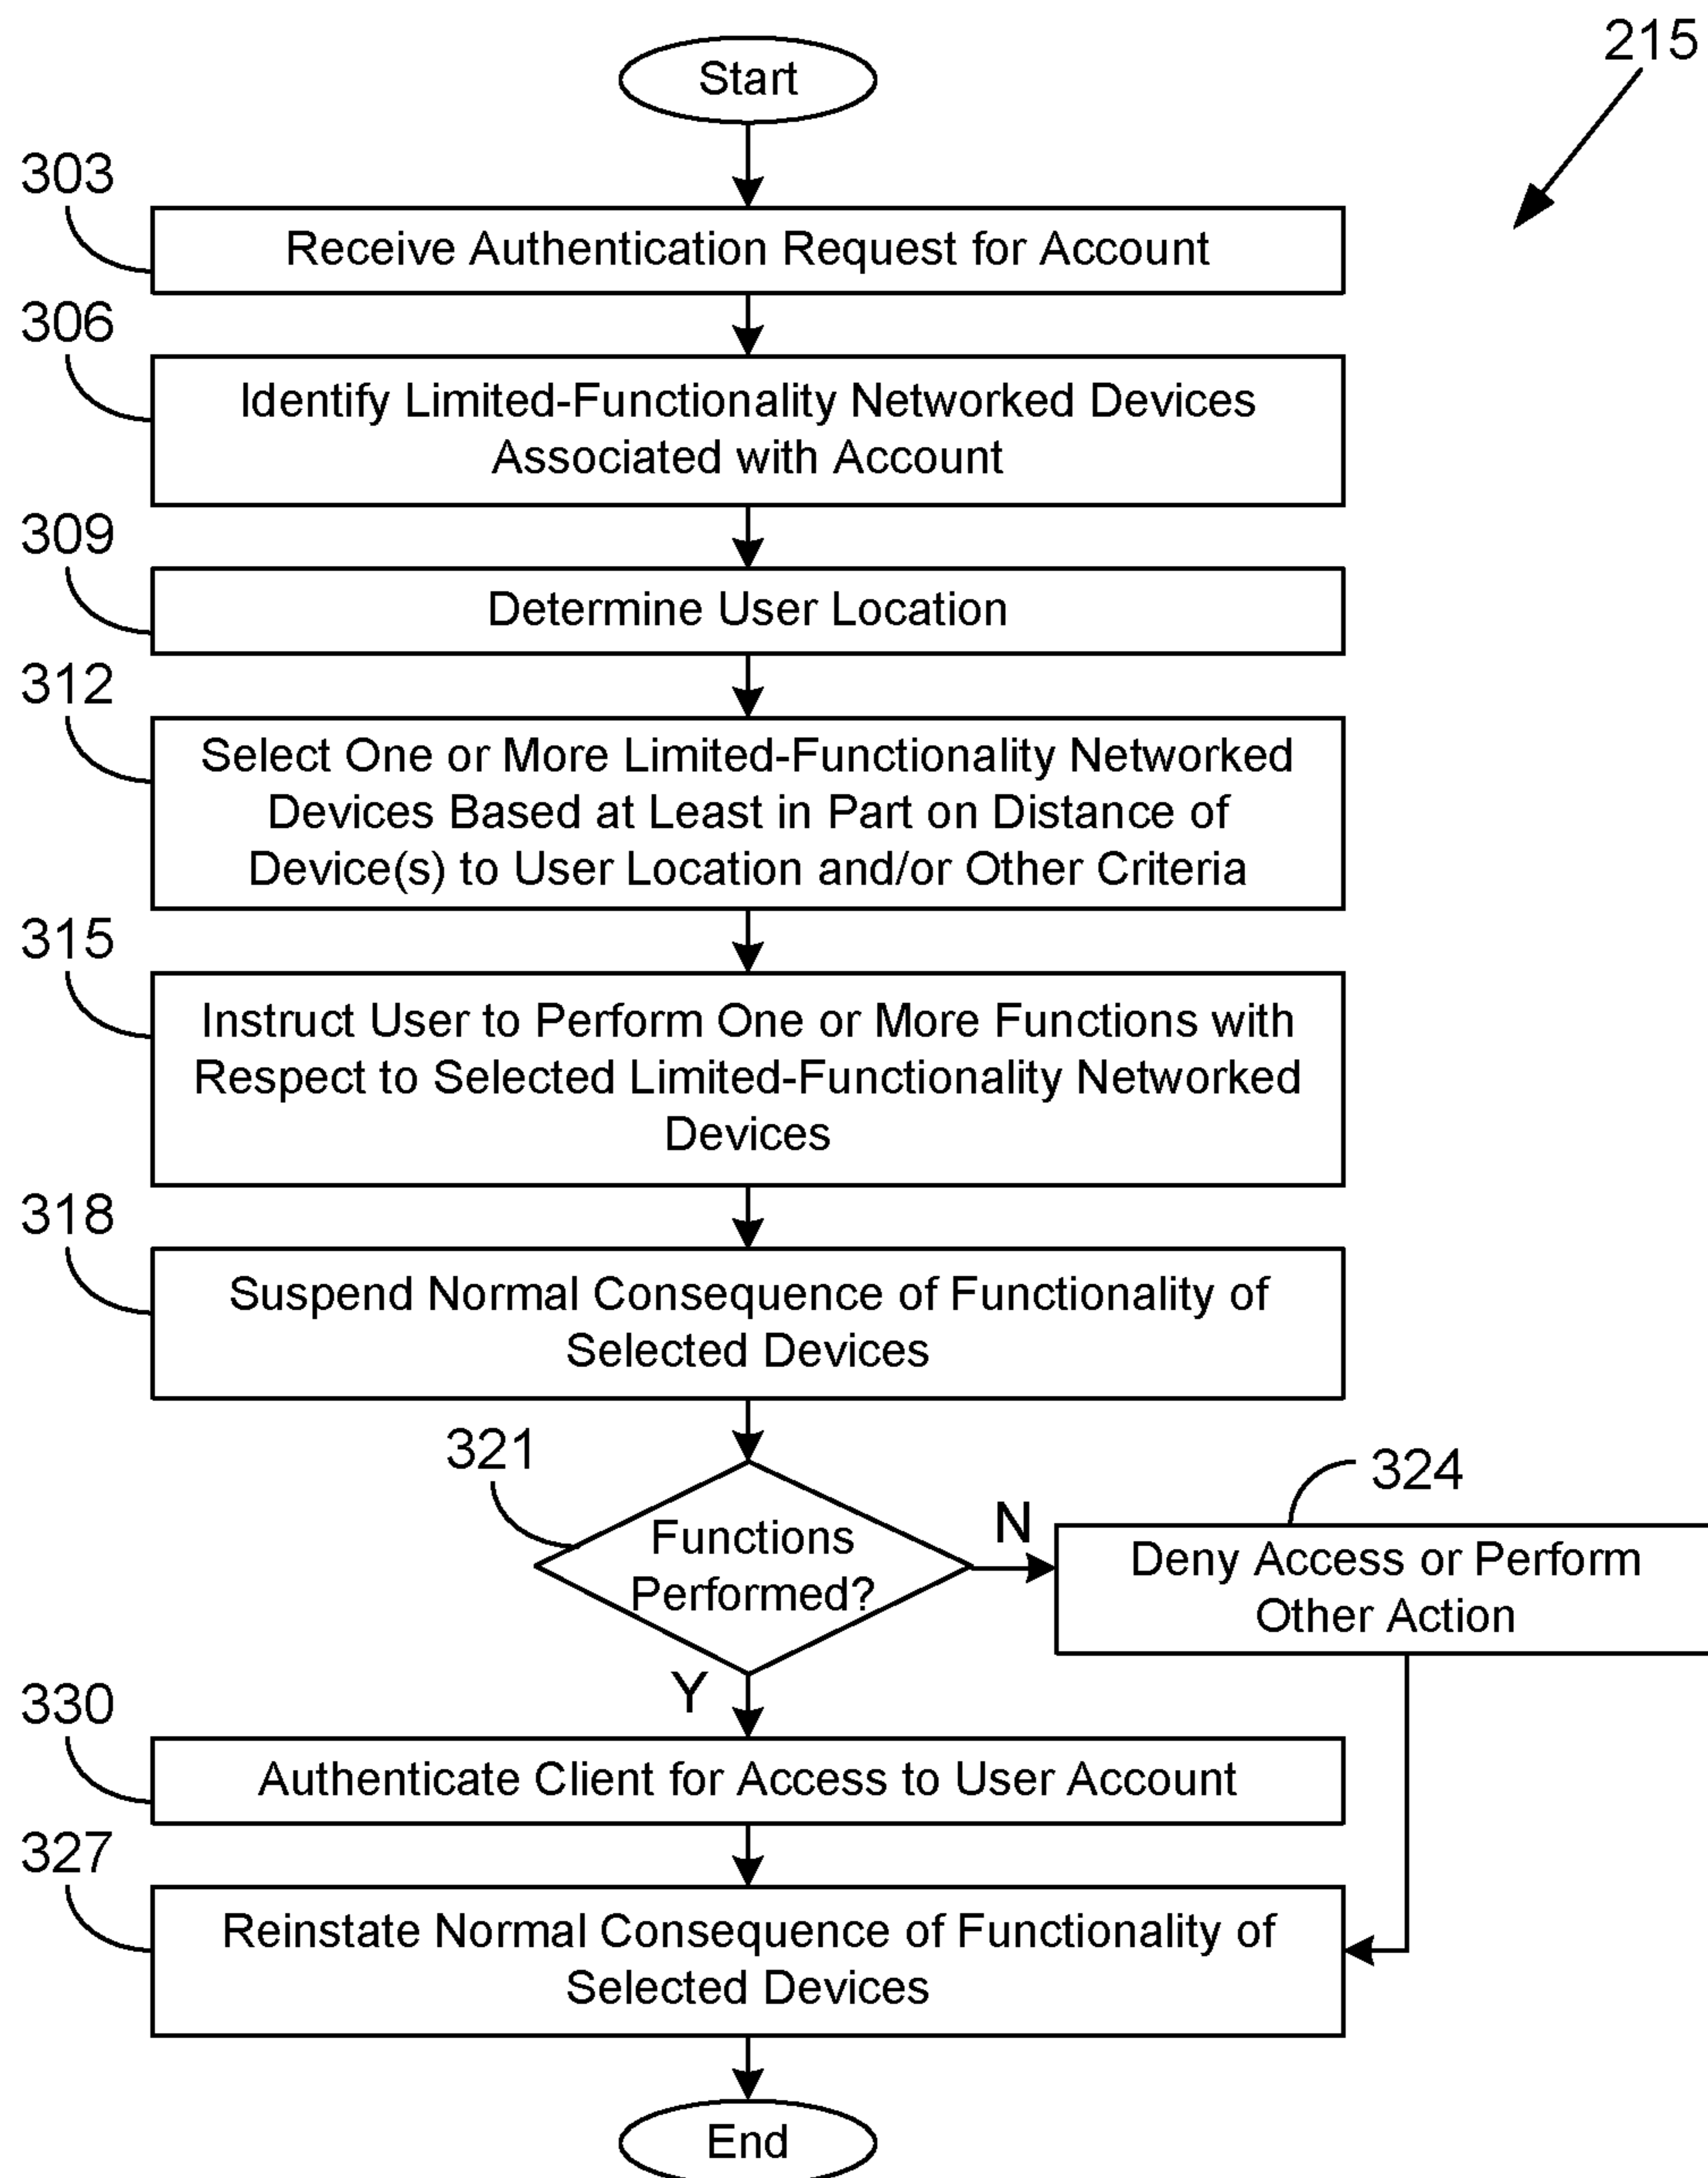 215
Start
303
Receive Authentication Request for Account
306
Identify Limited-Functionality Networked Devices
Associated with Account
309
Determine User Location
312
Select One or More Limited-Functionality Networked
Devices Based at Least in Part on Distance of
Device(s) to User Location and/or Other Criteria
315
Instruct User to Perform One or More Functions with
Respect to Selected Limited-Functionality Networked
Devices
318
Suspend Normal Consequence of Functionality of
Selected Devices
321
Functions
Performed?
N
324
Deny Access or Perform
Other Action
Y
330
Authenticate Client for Access to User Account
327
Reinstate Normal Consequence of Functionality of
Selected Devices
End